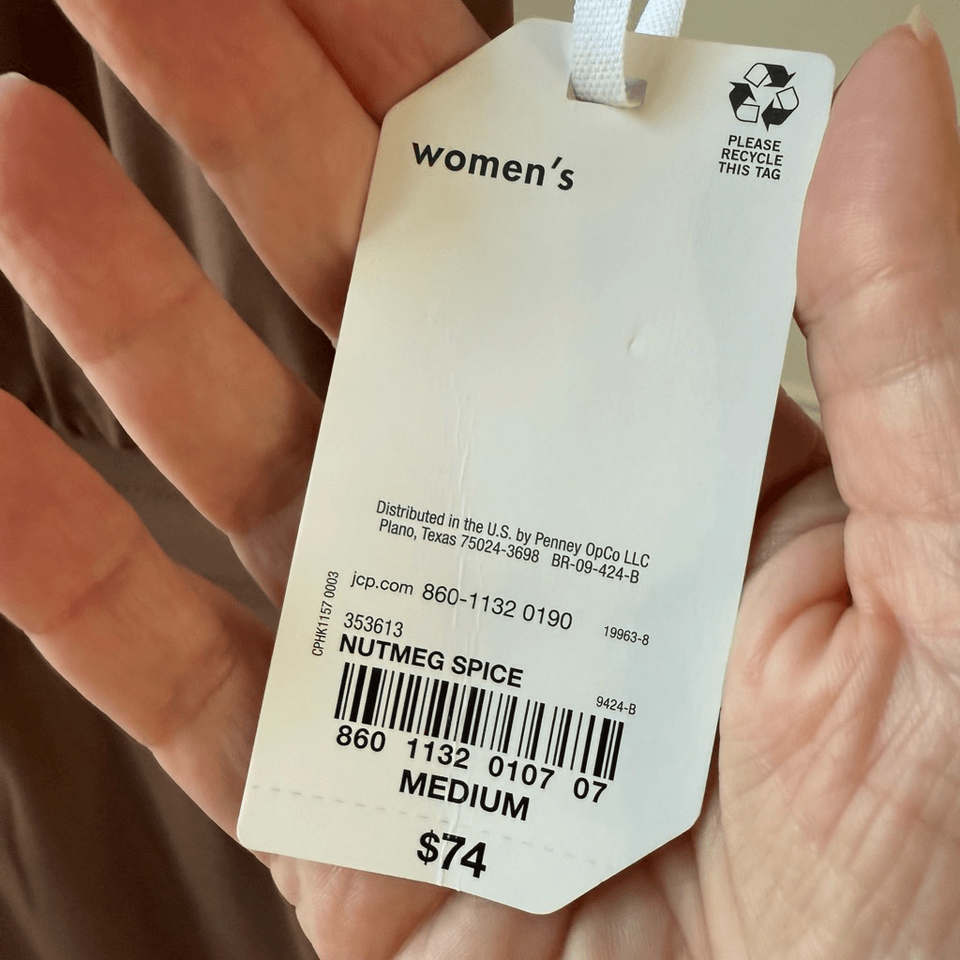 women's
PLEASE
RECYCLE
THIS TAG
Distributed in the U.S. by Penney OpCo LLC
Plano, Texas 75024-3698 BR-09-424-B
jcp.com 860-1132 0190
19963-8
CPHK1157 0003
353613
NUTMEG SPICE
9424-B
860 1132 0107 07
MEDIUM
$74